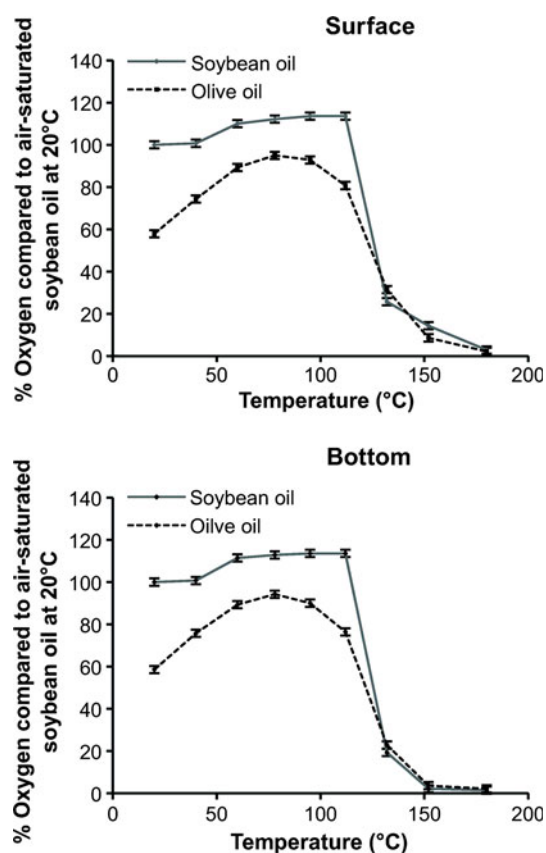 Surface
% Oxygen compared to air-saturated
soybean oil at 20°C
140
120
100
80
60
40
20
0
Soybean oil
Olive oil
0
50
100
150
200
Temperature (°C)
Bottom
% Oxygen compared to air-saturated
soybean oil at 20°C
140
120
100
80
60
40
20
0
Soybean oil
Oilve oil
0
50
100
150
200
Temperature (°C)